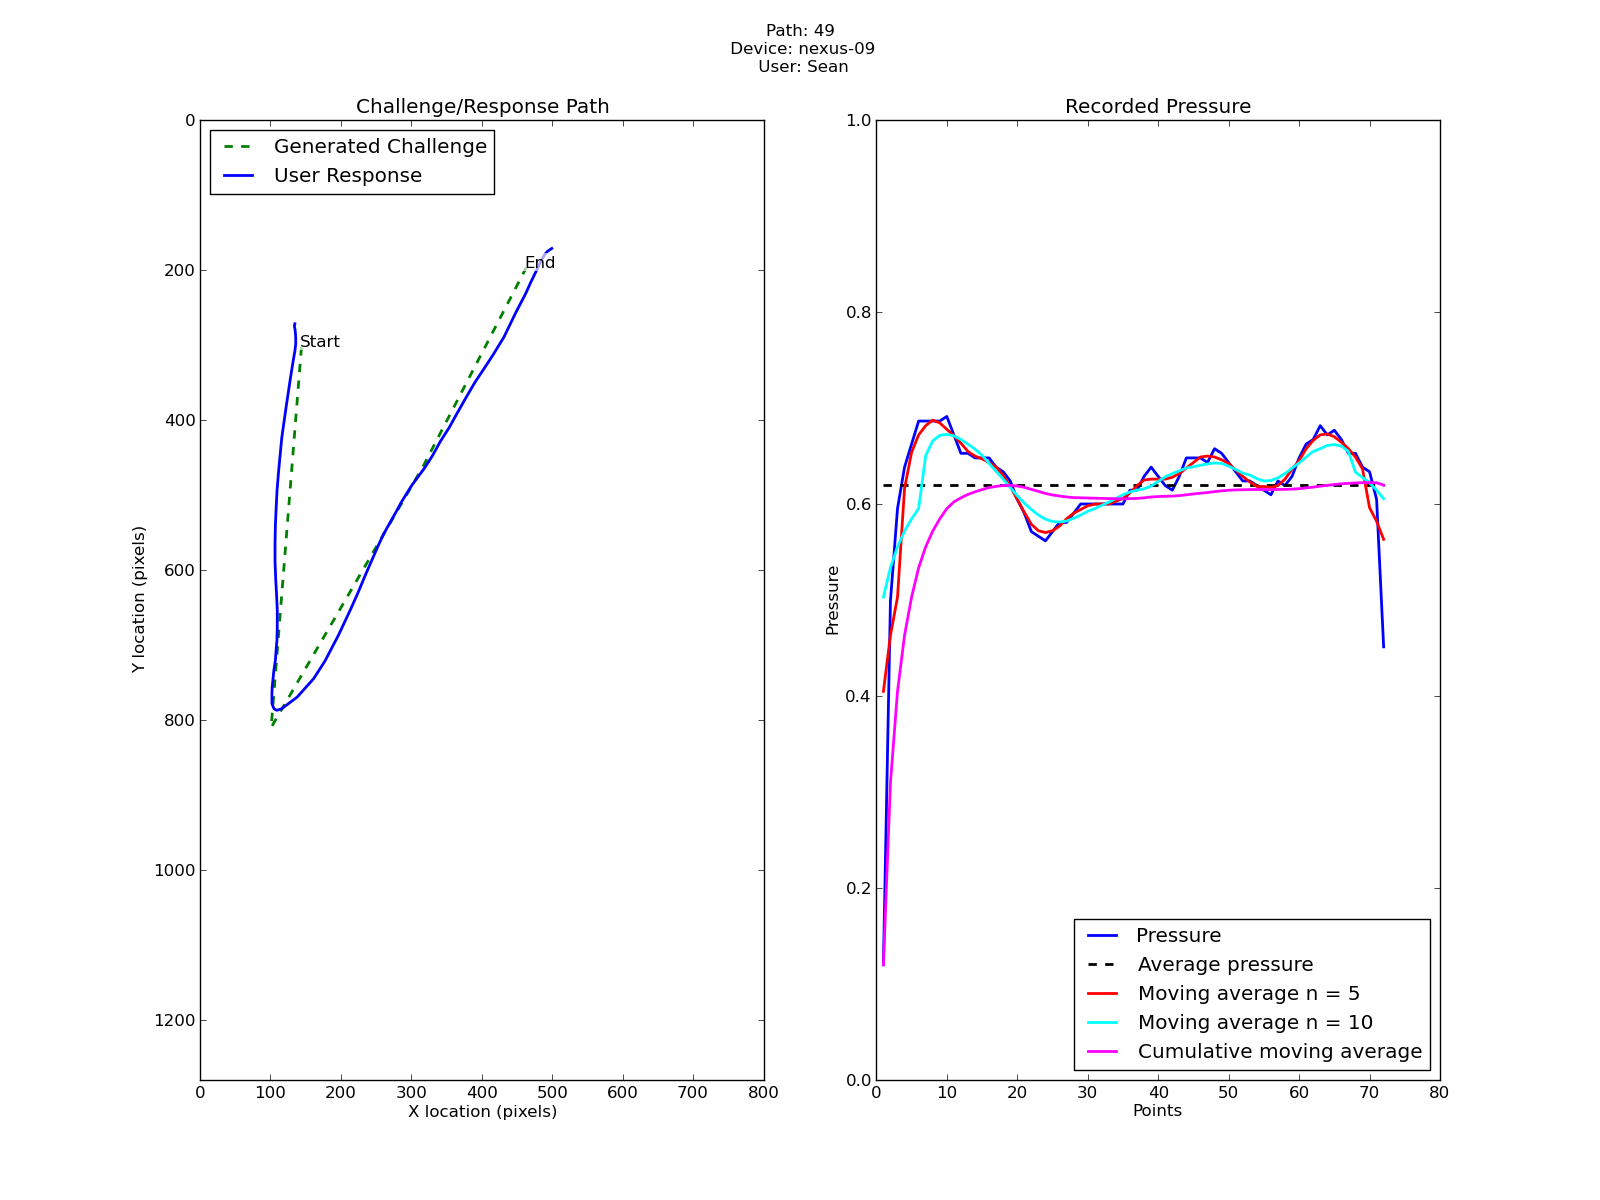 Path: 49
Device: nexus-09
User: Sean
Challenge/Response Path
Generated Challenge
User Response
Start
End
0
200
400
600
800
1000
1200
Y location (pixels)
0 100 200 300 400 500 600 700 800
X location (pixels)
Recorded Pressure
1.0
0.8
0.6
0.4
0.2
0.0
Pressure
Pressure
Average pressure
Moving average n = 5
Moving average n = 10
Cumulative moving average
0 10 20 30 40 50 60 70 80
Points